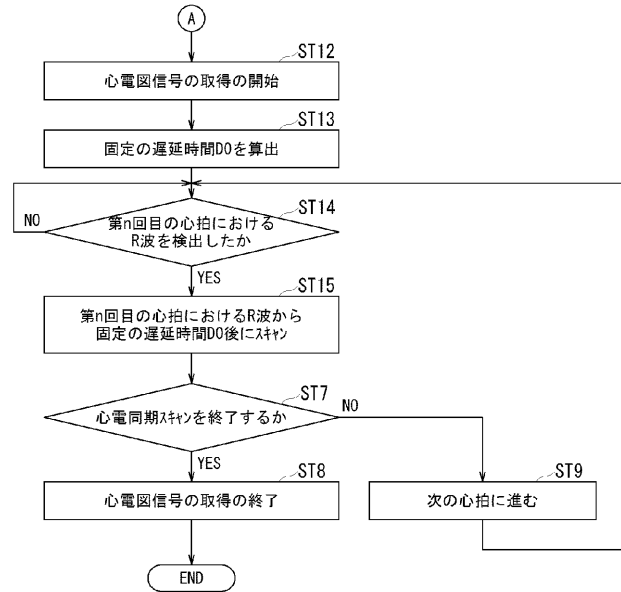 A
ST12
心電図信号の取得の開始
ST13
固定の遅延時間D0を算出
ST14
第n回目の心拍における
R波を検出したか
NO
YES
ST15
第n回目の心拍におけるR波から
固定の遅延時間D0後にスキャン
ST7
心電同期スキャンを終了するか
NO
YES
ST8
心電図信号の取得の終了
ST9
次の心拍に進む
END